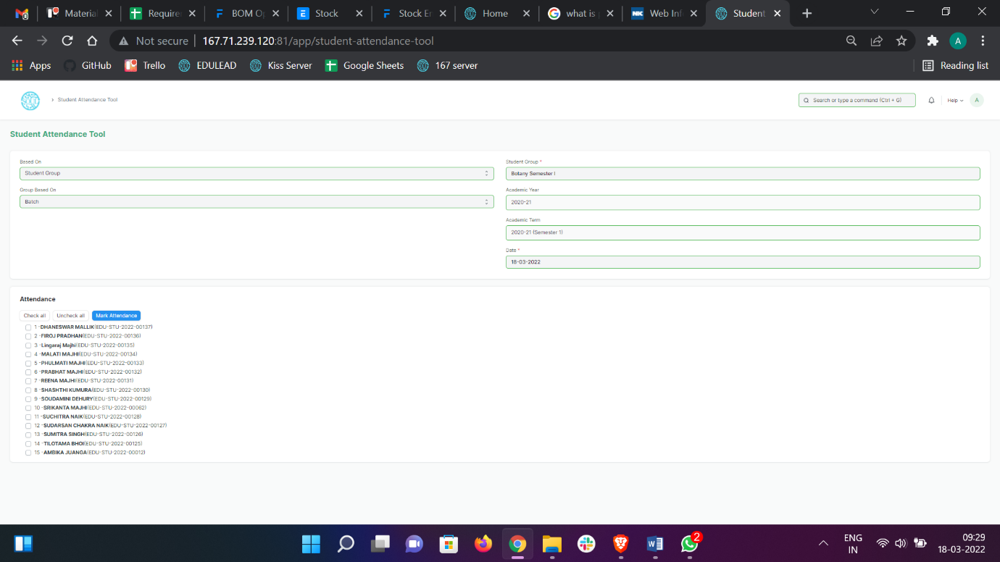 Material
Requirer
BOM Op
Stock
Stock En
Home
what is
Web Inf
Student
Not secure
167.71.239.120:81/app/student-attendance-tool
A
Apps
GitHub
Trello
EDULEAD
Kiss Server
Google Sheets
167 server
Reading list
Student Attendance Tool
Search or type a command (Ctrl + G)
Help
A
Student Attendance Tool
Based On
Student Group *
Student Group
Botany Semester I
Group Based On
Academic Year
Batch
2020-21
Academic Term
2020-21 (Semester 1)
Date *
18-03-2022
Attendance
Check all Uncheck all Mark Attendance
1 -DHANESWAR MALLIK(EDU-STU-2022-00137)
2 -FIROJ PRADHAN(EDU-STU-2022-00136)
3 -Lingaraj Majhi(EDU-STU-2022-00135)
4 -MALATI MAJHI(EDU-STU-2022-00134)
5 -PHULMATI MAJHI(EDU-STU-2022-00133)
6 -PRABHAT MAJHI(EDU-STU-2022-00132)
7 -REENA MAJHI(EDU-STU-2022-00131)
8 -SHASHTHI KUMURA(EDU-STU-2022-00130)
9 -SOUDAMINI DEHURY(EDU-STU-2022-00129)
10 -SRIKANTA MAJHI(EDU-STU-2022-00062)
11 -SUCHITRA NAIK(EDU-STU-2022-00128)
12 -SUDARSAN CHAKRA NAIK(EDU-STU-2022-00127)
13 -SUMITRA SINGH(EDU-STU-2022-00126)
14 -TILOTAMA BHOI(EDU-STU-2022-00125)
15 -AMBIKA JUANGA(EDU-STU-2022-00012)
2
ENG
IN
09:29
18-03-2022